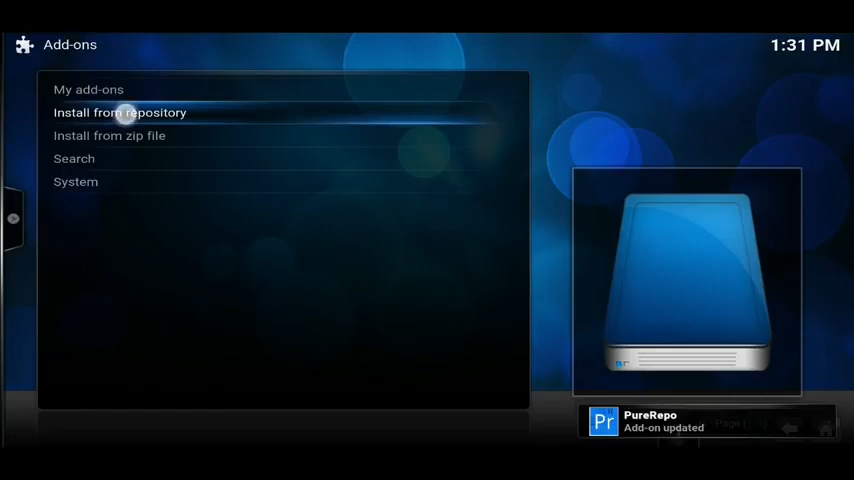 Add-ons
1:31 PM
My add-ons
Install from repository
Install from zip file
Search
System
Pr
PureRepo
Add-on updated
- Page